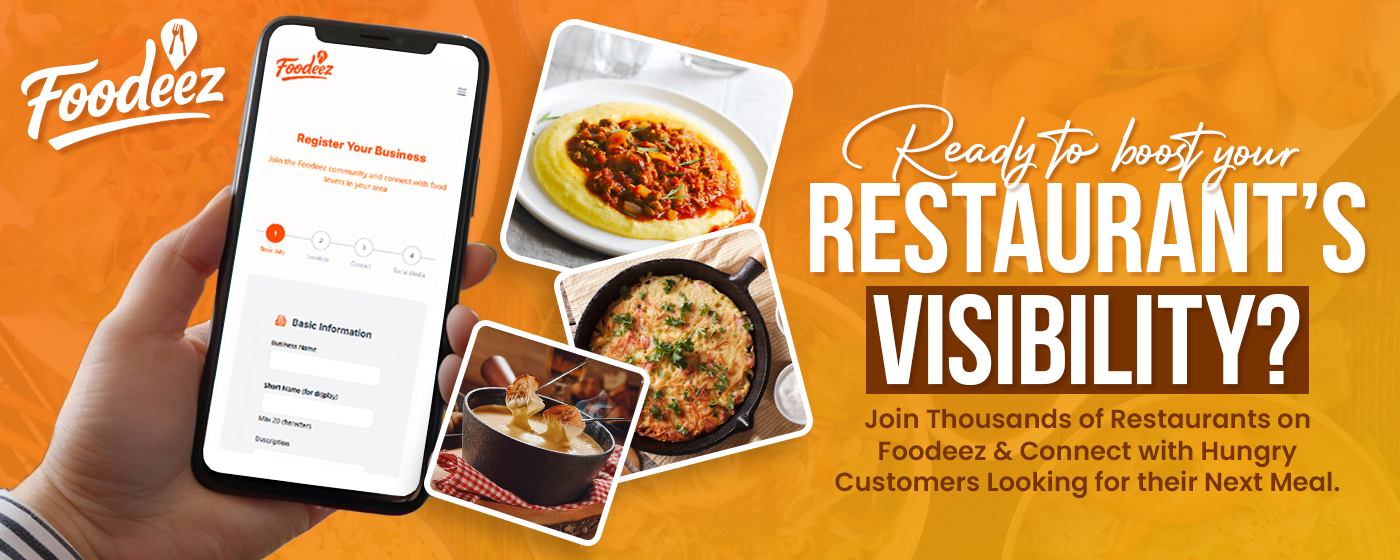 Foodeez
Foodeez
Register Your Business
Join the Foodeez community and connect with food
lovers in your area
1
2
3
4
Basic Info
Location
Contact
Social Media
Basic Information
Business Name
Short Name (for display)
Max 20 characters
Description
Ready to boost your
RESTAURANT'S
VISIBILITY?
Join Thousands of Restaurants on
Foodeez & Connect with Hungry
Customers Looking for their Next Meal.